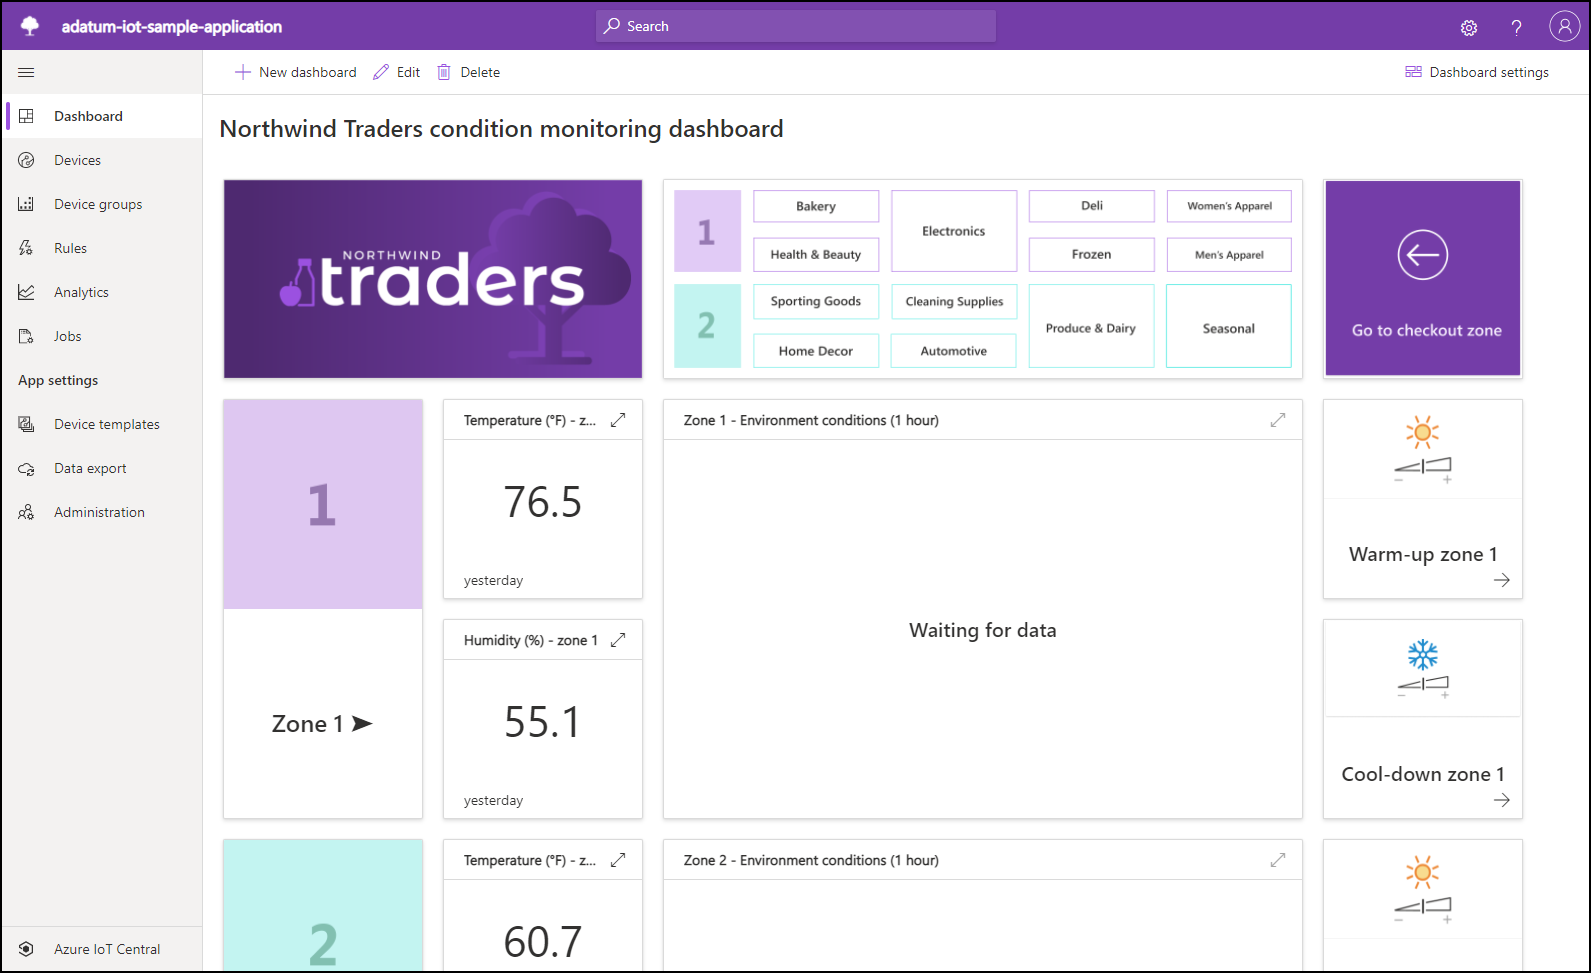 adatum-iot-sample-application
Search
?
New dashboard
Edit
Delete
Dashboard settings
Dashboard
Devices
Device groups
Rules
Analytics
Jobs
App settings
Device templates
Data export
Administration
Azure IoT Central
Northwind Traders condition monitoring dashboard
NORTHWIND
traders
1
Bakery
Electronics
Deli
Women's Apparel
Health & Beauty
Frozen
Men's Apparel
2
Sporting Goods
Cleaning Supplies
Produce & Dairy
Seasonal
Home Decor
Automotive
Go to checkout zone
1
Zone 1 ➤
Temperature (°F) - z...
76.5
yesterday
Humidity (%) - zone 1
55.1
yesterday
Zone 1 - Environment conditions (1 hour)
Waiting for data
− +
Warm-up zone 1
− +
Cool-down zone 1
2
Temperature (°F) - z...
60.7
Zone 2 - Environment conditions (1 hour)
− +